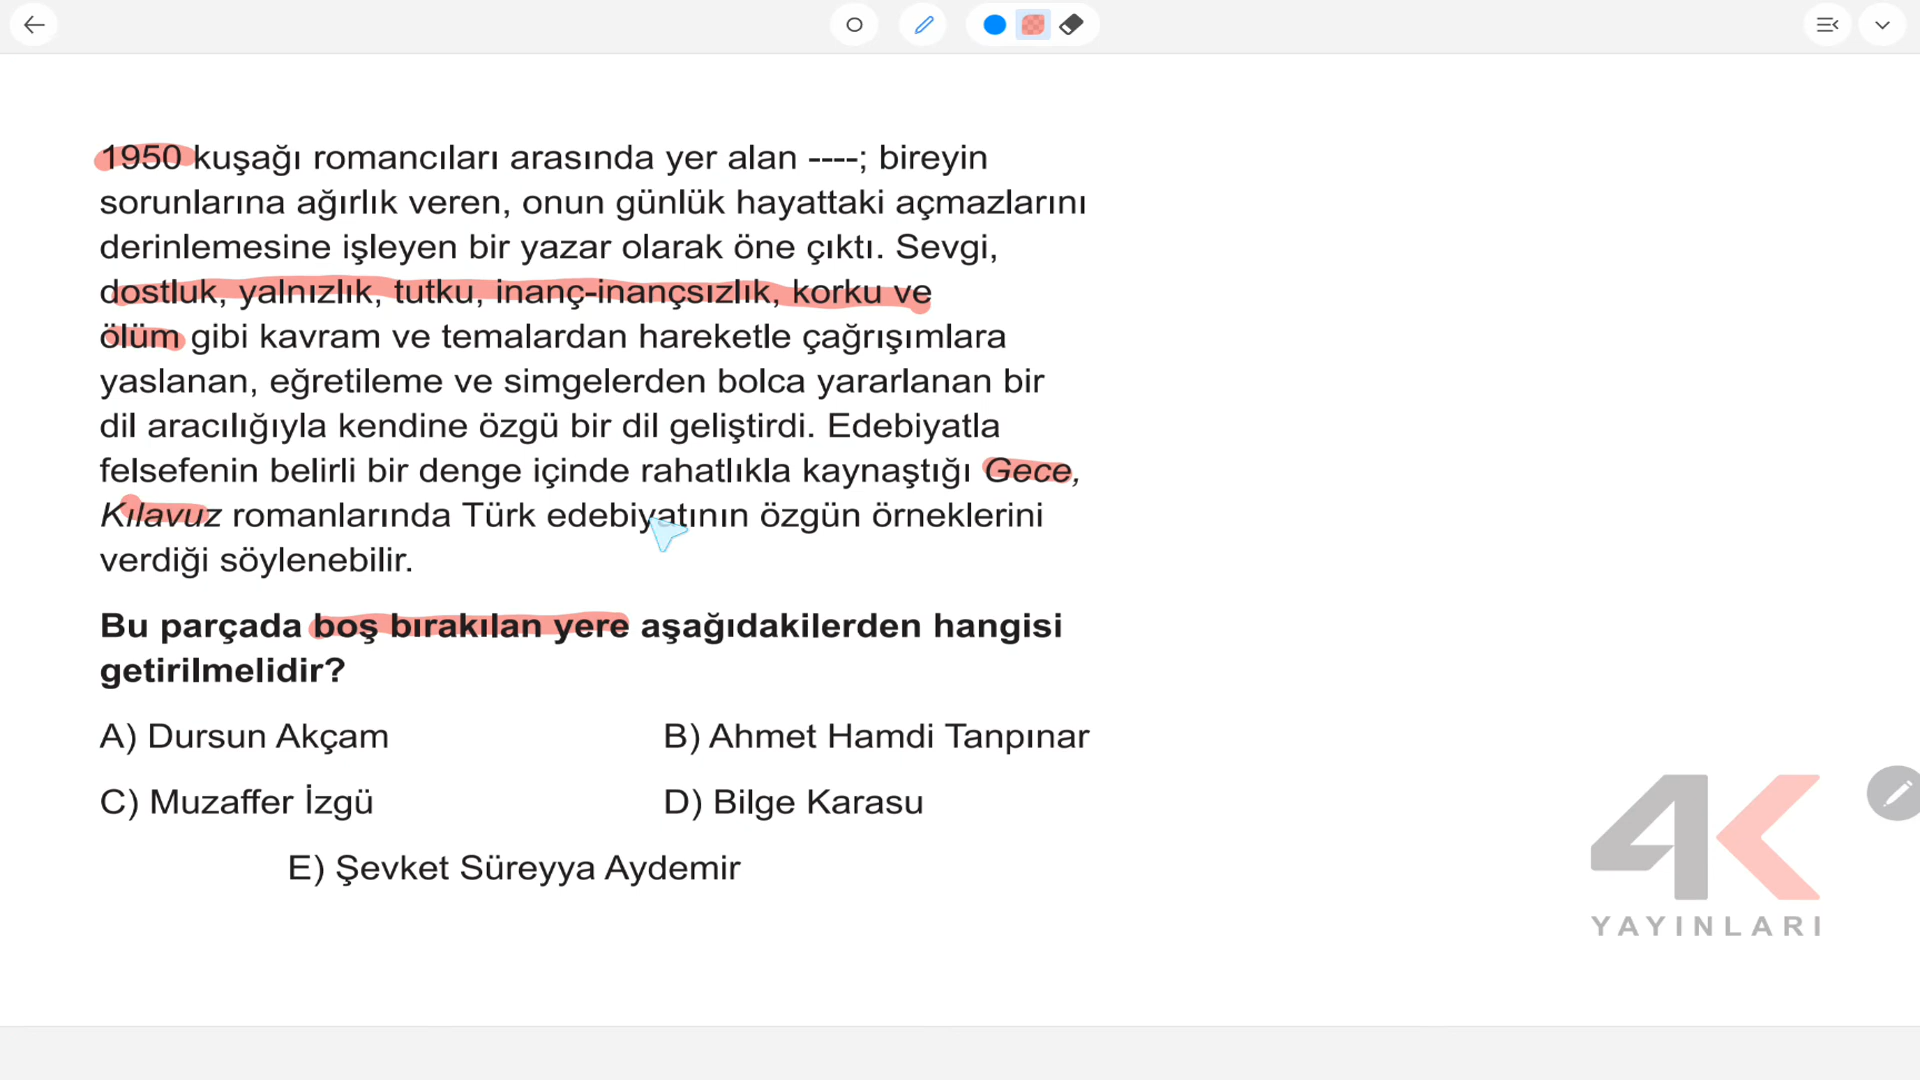 1950 kuşağı romancıları arasında yer alan ----; bireyin
sorunlarına ağırlık veren, onun günlük hayattaki açmazlarını
derinlemesine işleyen bir yazar olarak öne çıktı. Sevgi,
dostluk, yalnızlık, tutku, inanç-inançsızlık, korku ve
ölüm gibi kavram ve temalardan hareketle çağrışımlara
yaslanan, eğretileme ve simgelerden bolca yararlanan bir
dil aracılığıyla kendine özgü bir dil geliştirdi. Edebiyatla
felsefenin belirli bir denge içinde rahatlıkla kaynaştığı Gece,
Kılavuz romanlarında Türk edebiyatının özgün örneklerini
verdiği söylenebilir.
Bu parçada boş bırakılan yere aşağıdakilerden hangisi
getirilmelidir?
A) Dursun Akçam
B) Ahmet Hamdi Tanpınar
C) Muzaffer İzgü
D) Bilge Karasu
E) Şevket Süreyya Aydemir
4K
YAYINLARI